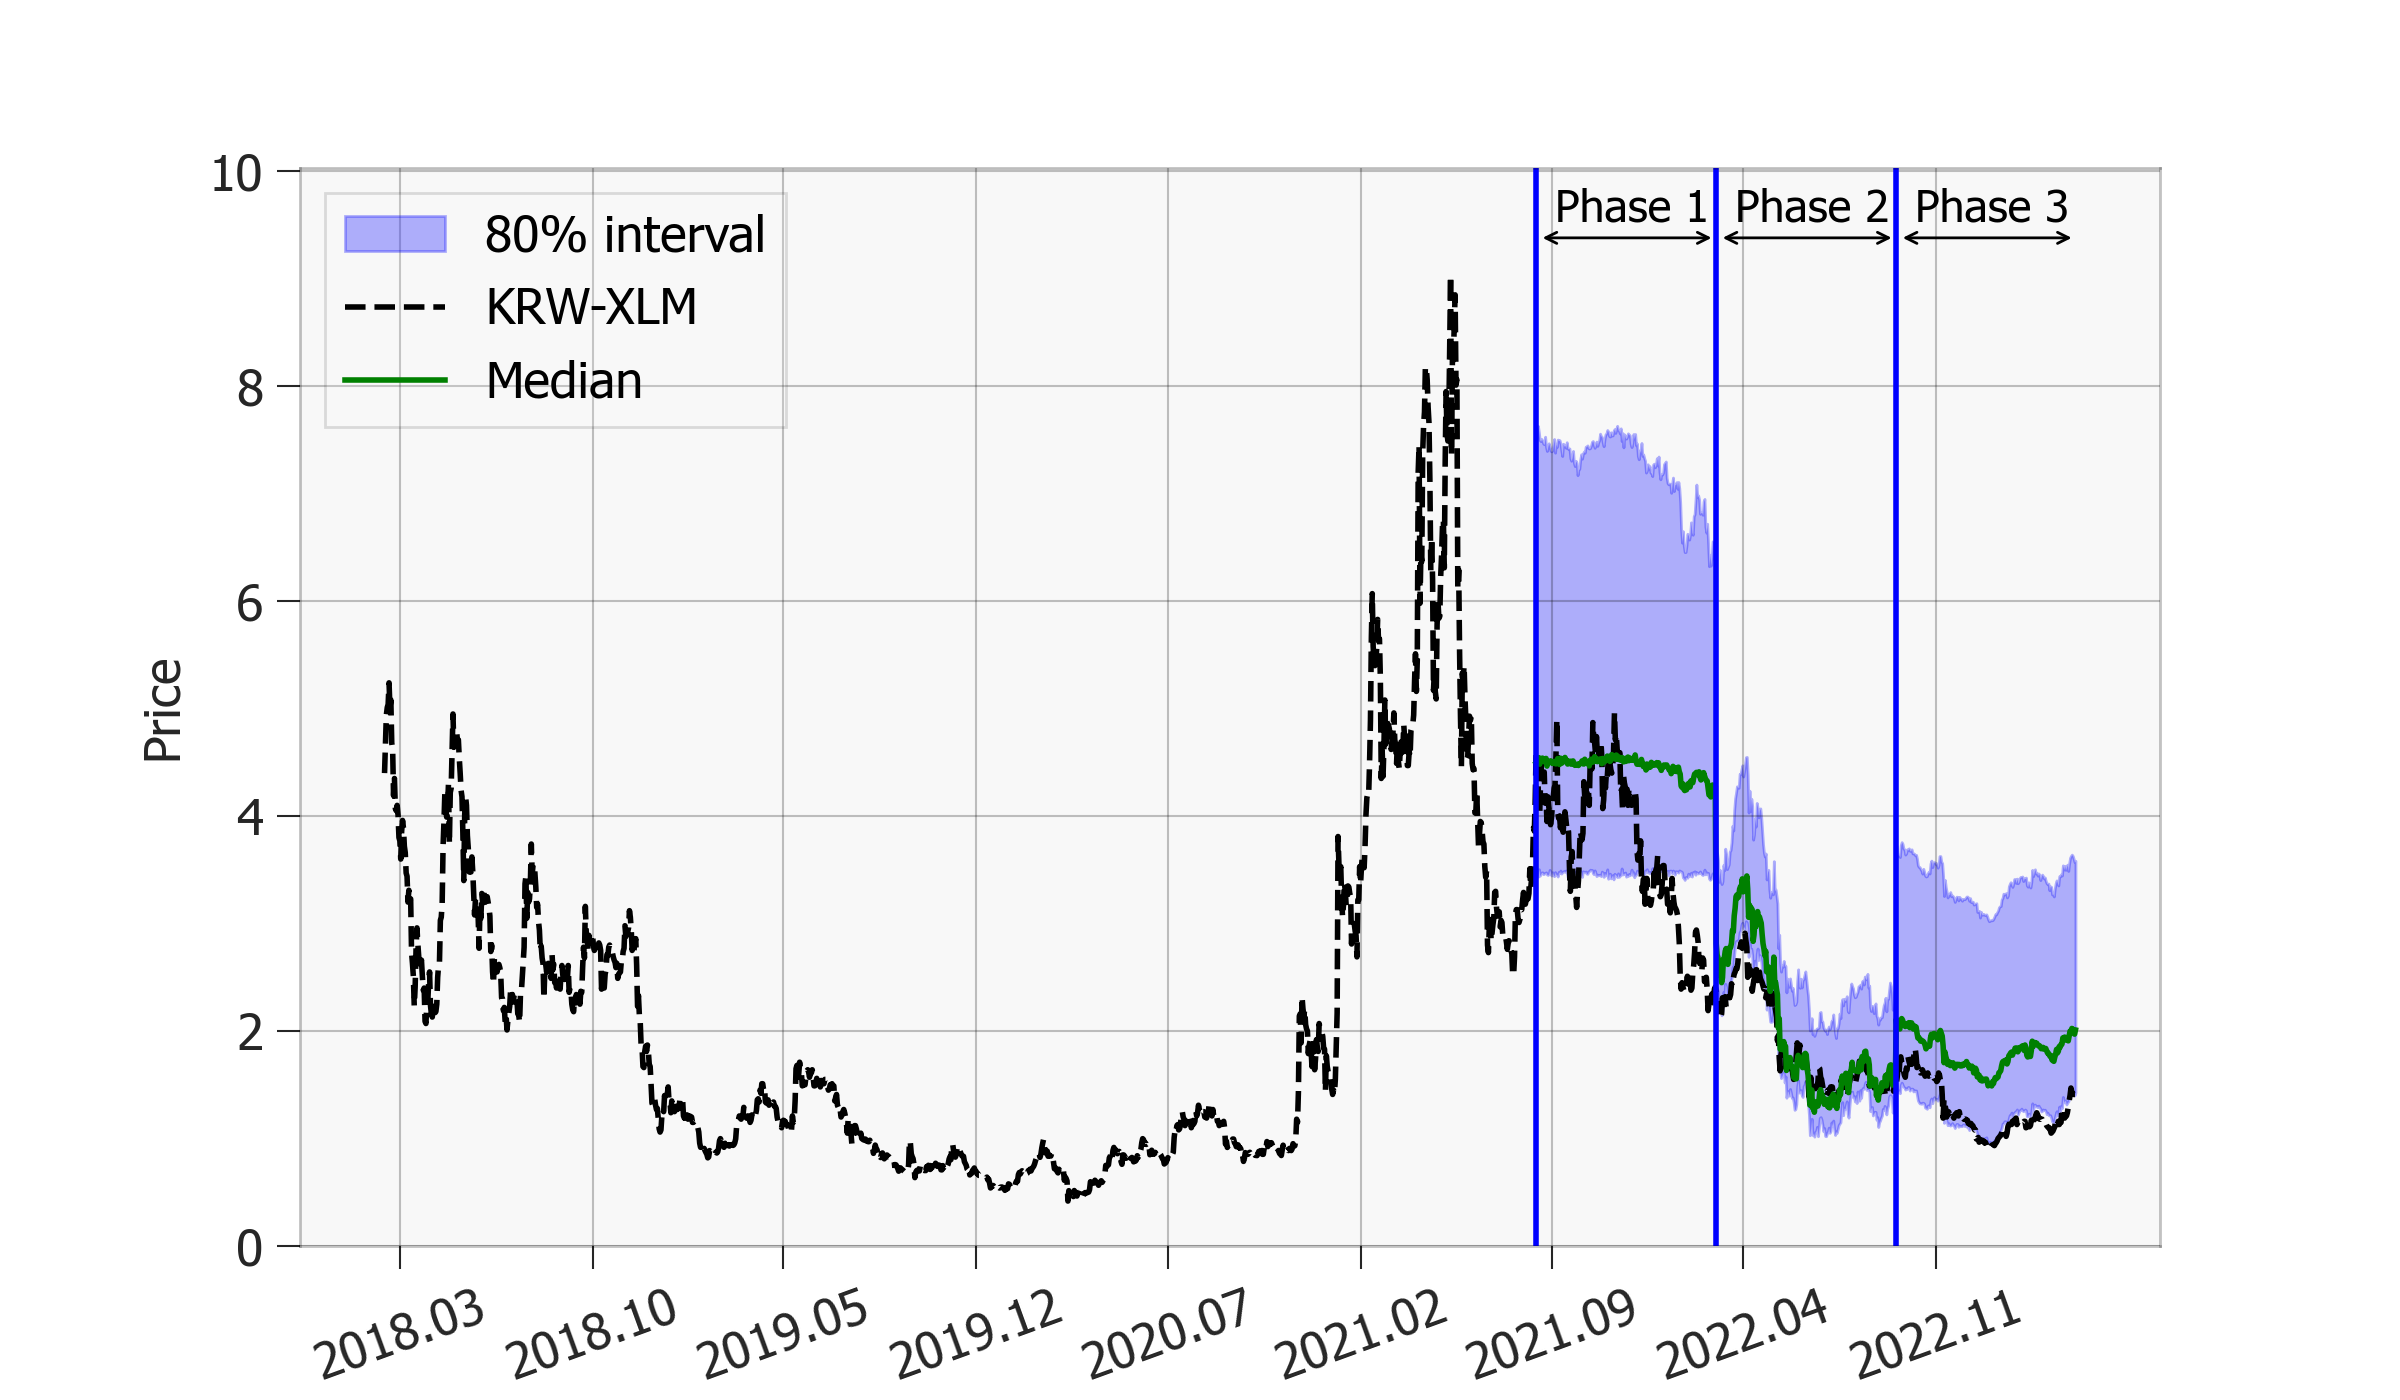 10
8
6
4
2
0
Price
80% interval
KRW-XLM
Median
Phase 1
Phase 2
Phase 3
2018.03
2018.10
2019.05
2019.12
2020.07
2021.02
2021.09
2022.04
2022.11